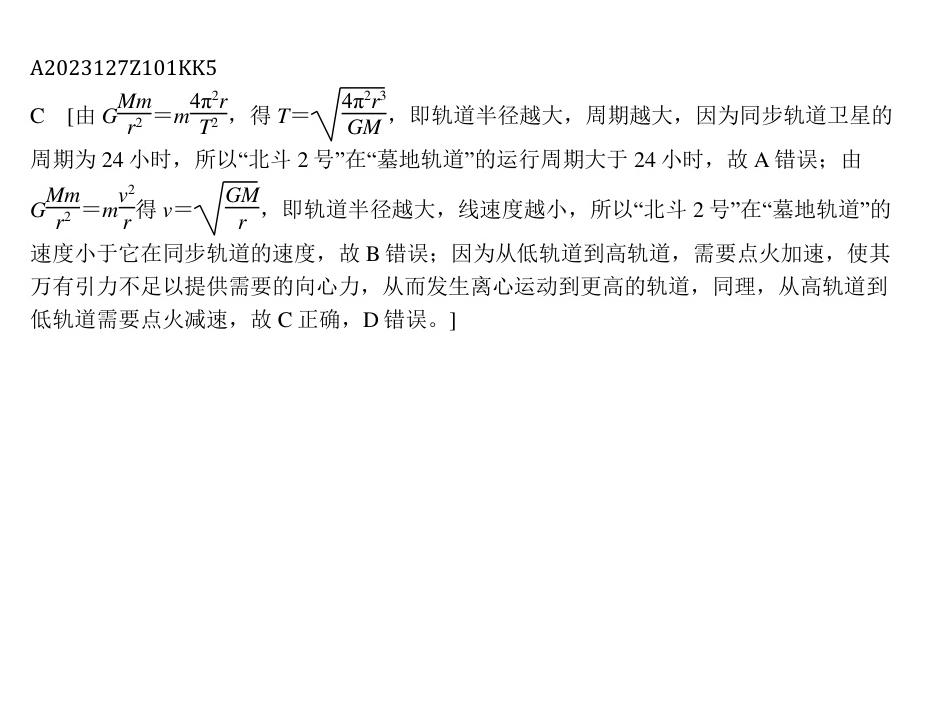 A2023127Z101KK5
C [由 G\frac{Mm}{r^2}=m\frac{4π^2r}{T^2},得 T=\sqrt{\frac{4π^2r^3}{GM}},即轨道半径越大,周期越大,因为同步轨道卫星的
周期为 24 小时,所以“北斗 2 号”在“墓地轨道”的运行周期大于 24 小时,故 A 错误;由
G\frac{Mm}{r^2}=m\frac{v^2}{r}得 v=\sqrt{\frac{GM}{r}},即轨道半径越大,线速度越小,所以“北斗 2 号”在“墓地轨道”的
速度小于它在同步轨道的速度,故 B 错误;因为从低轨道到高轨道,需要点火加速,使其
万有引力不足以提供需要的向心力,从而发生离心运动到更高的轨道,同理,从高轨道到
低轨道需要点火减速,故 C 正确,D 错误。]